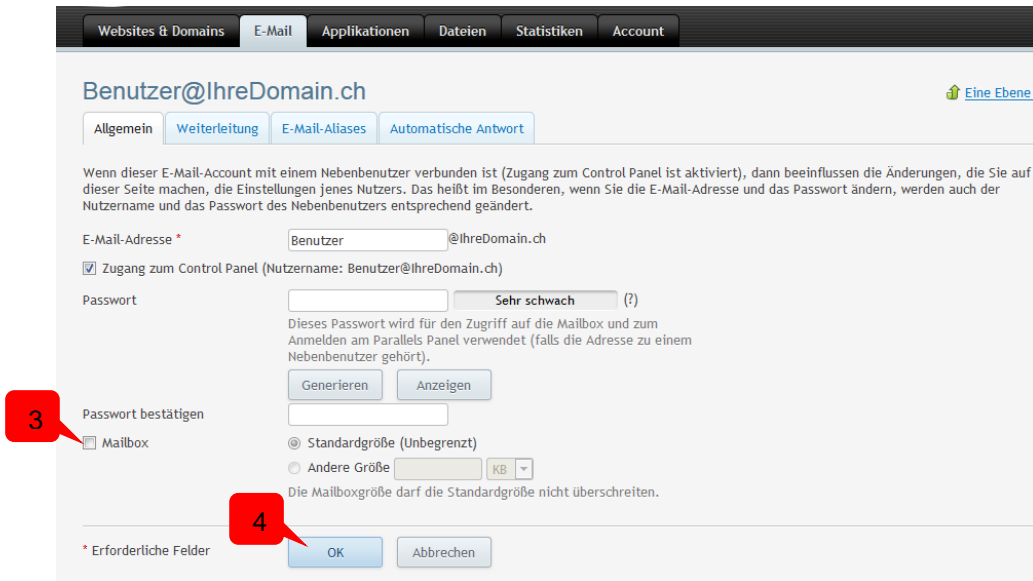 Websites & Domains E-Mail Applikationen Dateien Statistiken Account
Benutzer@IhreDomain.ch
Eine Ebene
Allgemein Weiterleitung E-Mail-Aliases Automatische Antwort
Wenn dieser E-Mail-Account mit einem Nebenbenutzer verbunden ist (Zugang zum Control Panel ist aktiviert), dann beeinflussen die Änderungen, die Sie auf
dieser Seite machen, die Einstellungen jenes Nutzers. Das heißt im Besonderen, wenn Sie die E-Mail-Adresse und das Passwort ändern, werden auch der
Nutzername und das Passwort des Nebenbenutzers entsprechend geändert.
E-Mail-Adresse * Benutzer @IhreDomain.ch
Zugang zum Control Panel (Nutzername: Benutzer@IhreDomain.ch)
Passwort Sehr schwach (?)
Dieses Passwort wird für den Zugriff auf die Mailbox und zum
Anmelden am Parallels Panel verwendet (falls die Adresse zu einem
Nebenbenutzer gehört).
Generieren Anzeigen
Passwort bestätigen
3
Mailbox Standardgröße (Unbegrenzt)
Andere Größe KB
Die Mailboxgröße darf die Standardgröße nicht überschreiten.
4
* Erforderliche Felder OK Abbrechen